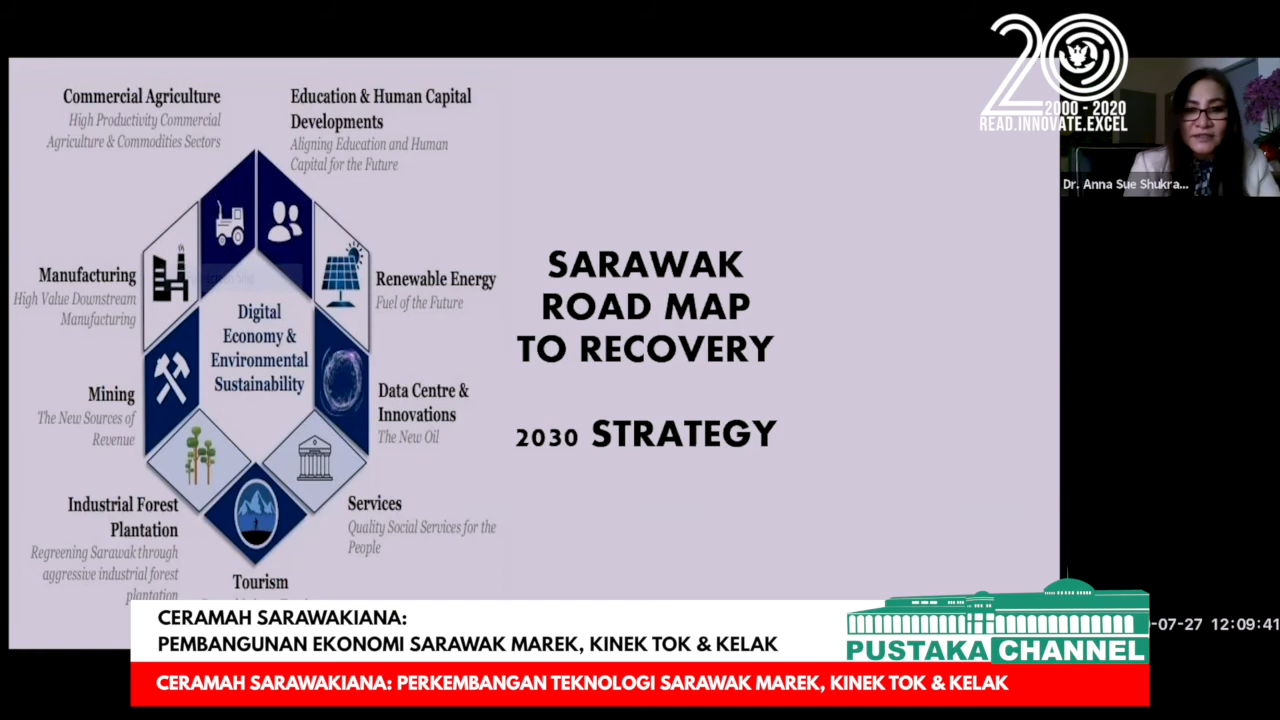 Commercial Agriculture
High Productivity Commercial
Agriculture & Commodities Sectors
Education & Human Capital
Developments
Aligning Education and Human
Capital for the Future
Manufacturing
High Value Downstream
Manufacturing
Renewable Energy
Fuel of the Future
Digital
Economy &
Environmental
Sustainability
Mining
The New Sources of
Revenue
Data Centre &
Innovations
The New Oil
Industrial Forest
Plantation
Regreening Sarawak through
aggressive industrial forest
plantation
Services
Quality Social Services for the
People
Tourism
SARAWAK
ROAD MAP
TO RECOVERY
2030 STRATEGY
20
2000 - 2020
READ.INNOVATE.EXCEL
Dr. Anna Sue Shukra...
-07-27 12:09:41
CERAMAH SARAWAKIANA:
PEMBANGUNAN EKONOMI SARAWAK MAREK, KINEK TOK & KELAK
PUSTAKA CHANNEL
CERAMAH SARAWAKIANA: PERKEMBANGAN TEKNOLOGI SARAWAK MAREK, KINEK TOK & KELAK